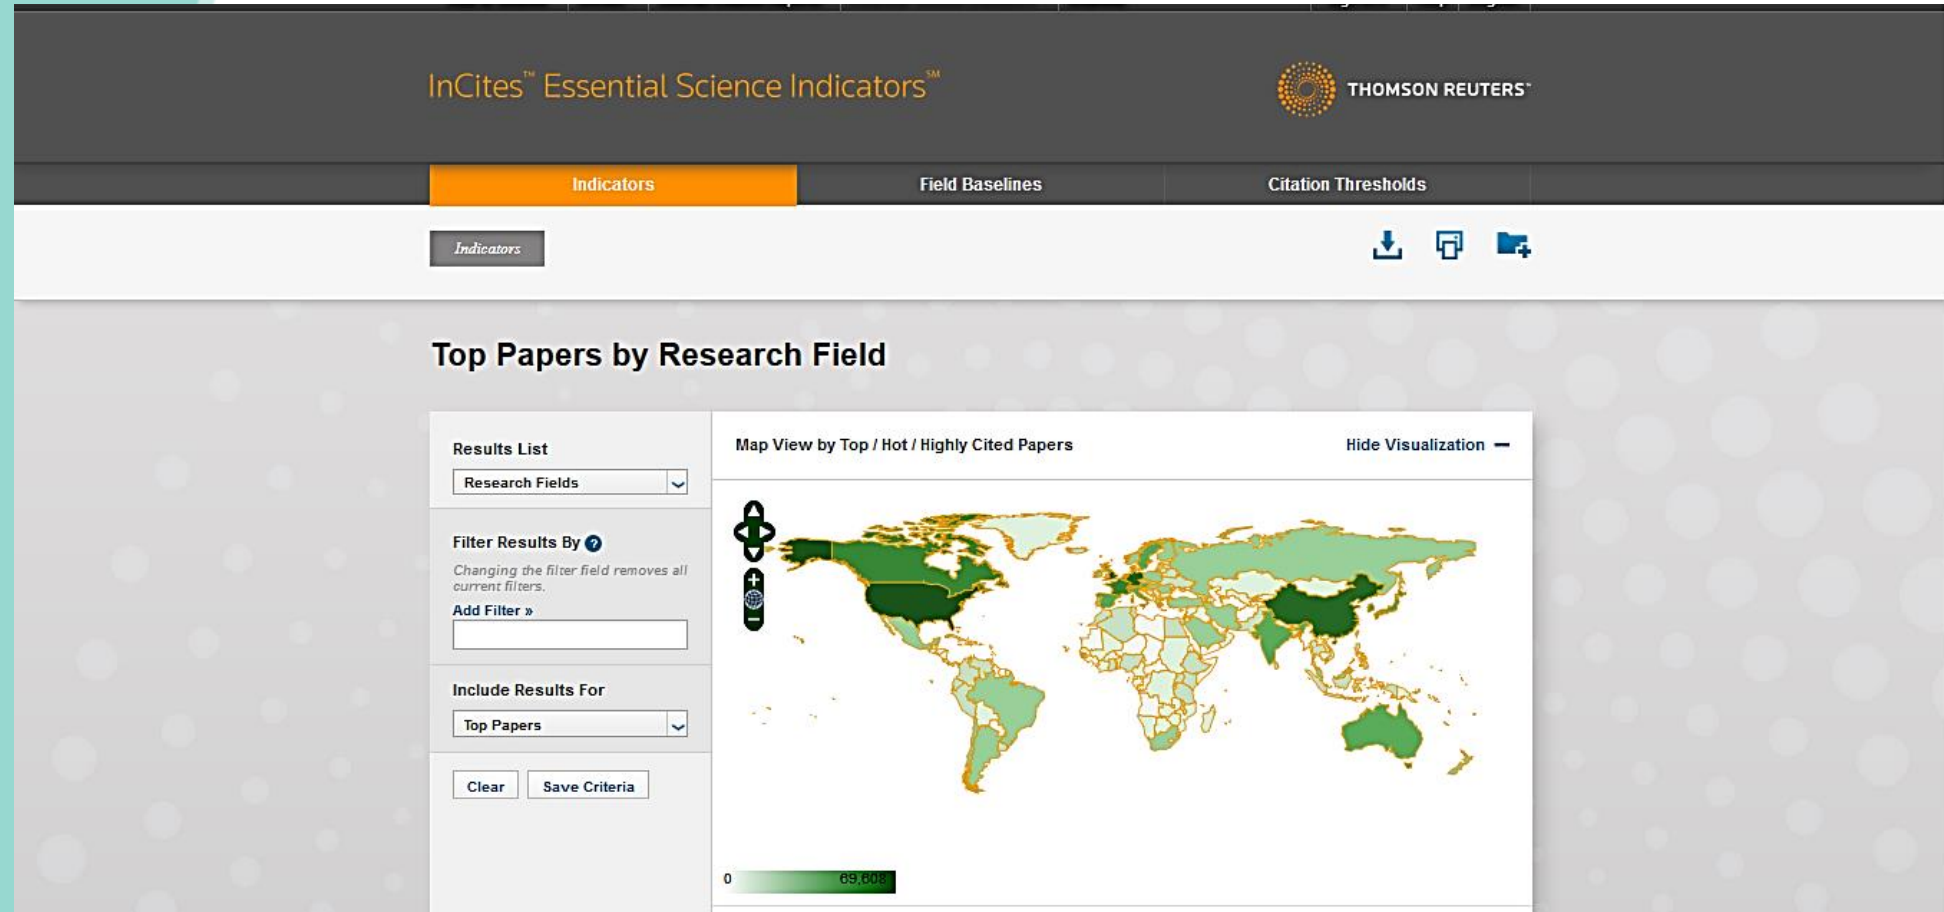 InCites™ Essential Science Indicators℠
THOMSON REUTERS™
Indicators
Field Baselines
Citation Thresholds
Indicators
Top Papers by Research Field
Results List
Research Fields
Filter Results By ?
Changing the filter field removes all
current filters.
Add Filter »
Include Results For
Top Papers
Clear
Save Criteria
Map View by Top / Hot / Highly Cited Papers
Hide Visualization
0
69,608